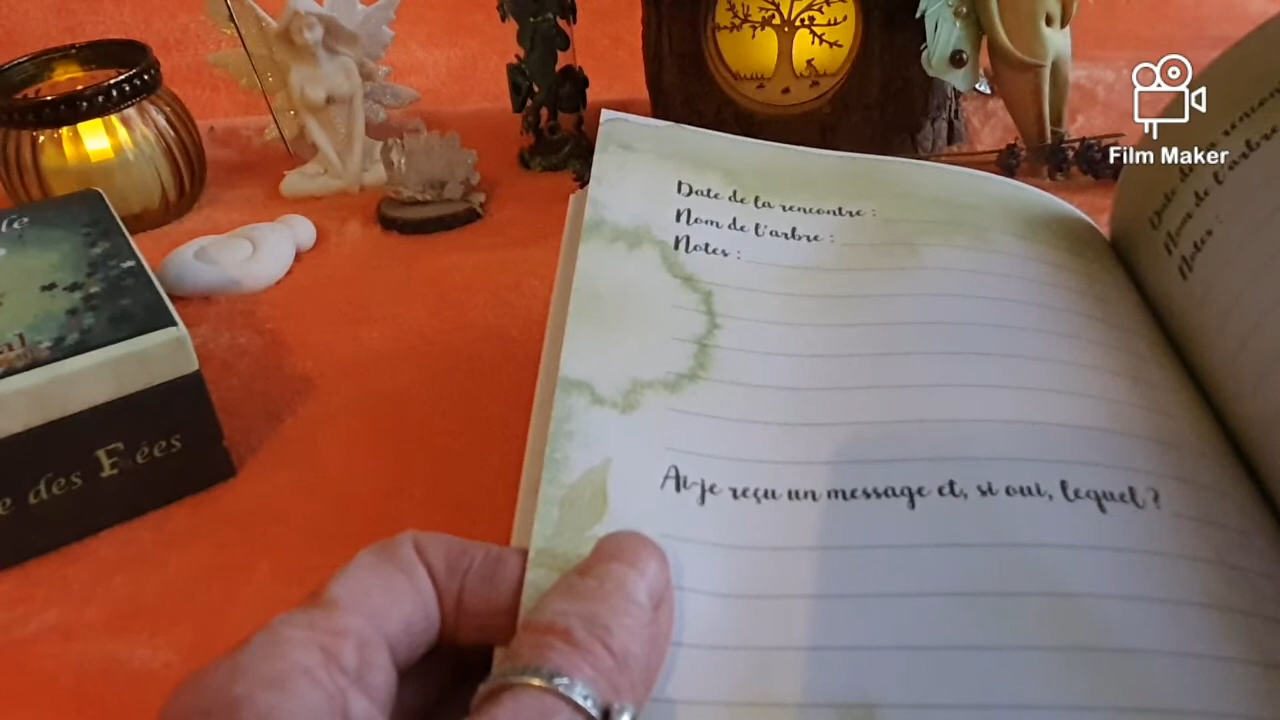 Film Maker
Date de la rencontre :
Nom de l'arbre :
Notes :
Ai-je reçu un message et, si oui, lequel ?
Notes :
des Fées